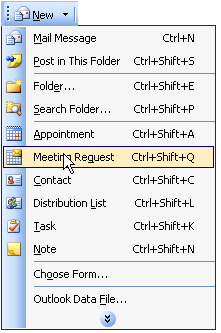 New
Mail Message Ctrl+N
Post in This Folder Ctrl+Shift+S
Folder... Ctrl+Shift+E
Search Folder... Ctrl+Shift+P
Appointment Ctrl+Shift+A
Meeting Request Ctrl+Shift+Q
Contact Ctrl+Shift+C
Distribution List Ctrl+Shift+L
Task Ctrl+Shift+K
Note Ctrl+Shift+N
Choose Form...
Outlook Data File...